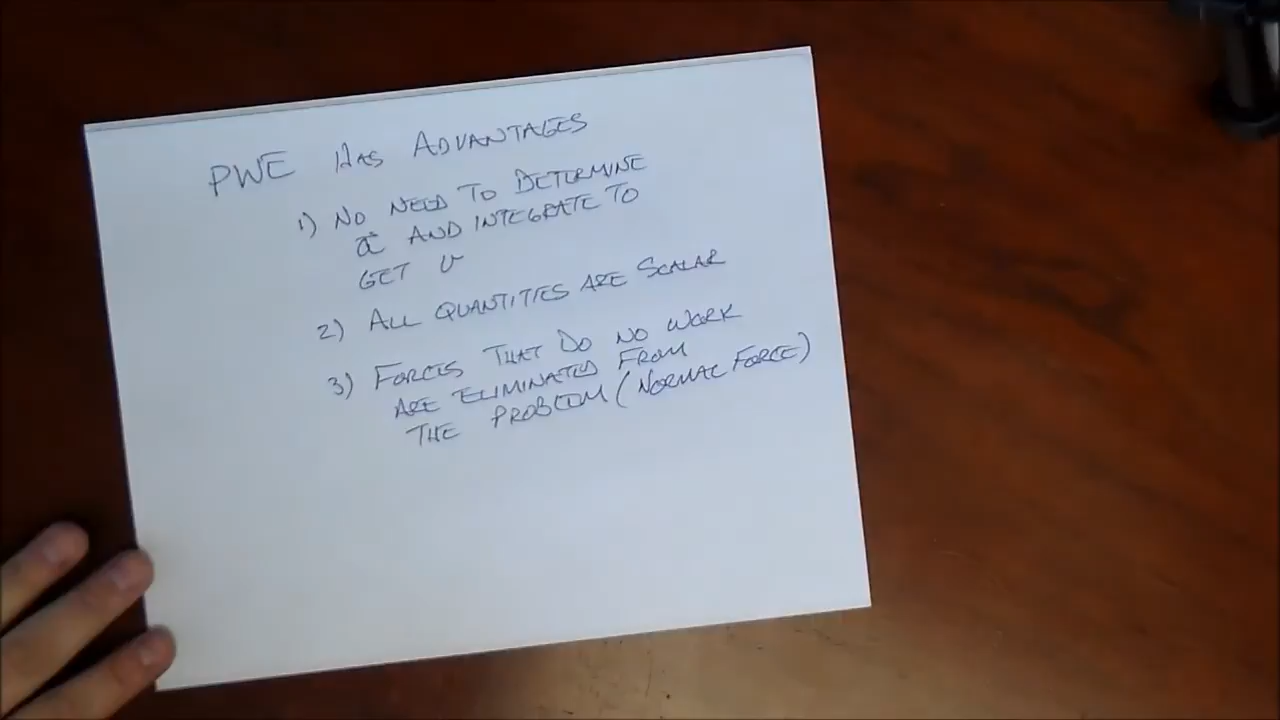 PWE HAS ADVANTAGES
1) NO NEED TO DETERMINE
a⃗ AND INTEGRATE TO
GET v
2) ALL QUANTITIES ARE SCALAR
3) FORCES THAT DO NO WORK
ARE ELIMINATED FROM
THE PROBLEM (NORMAL FORCE)